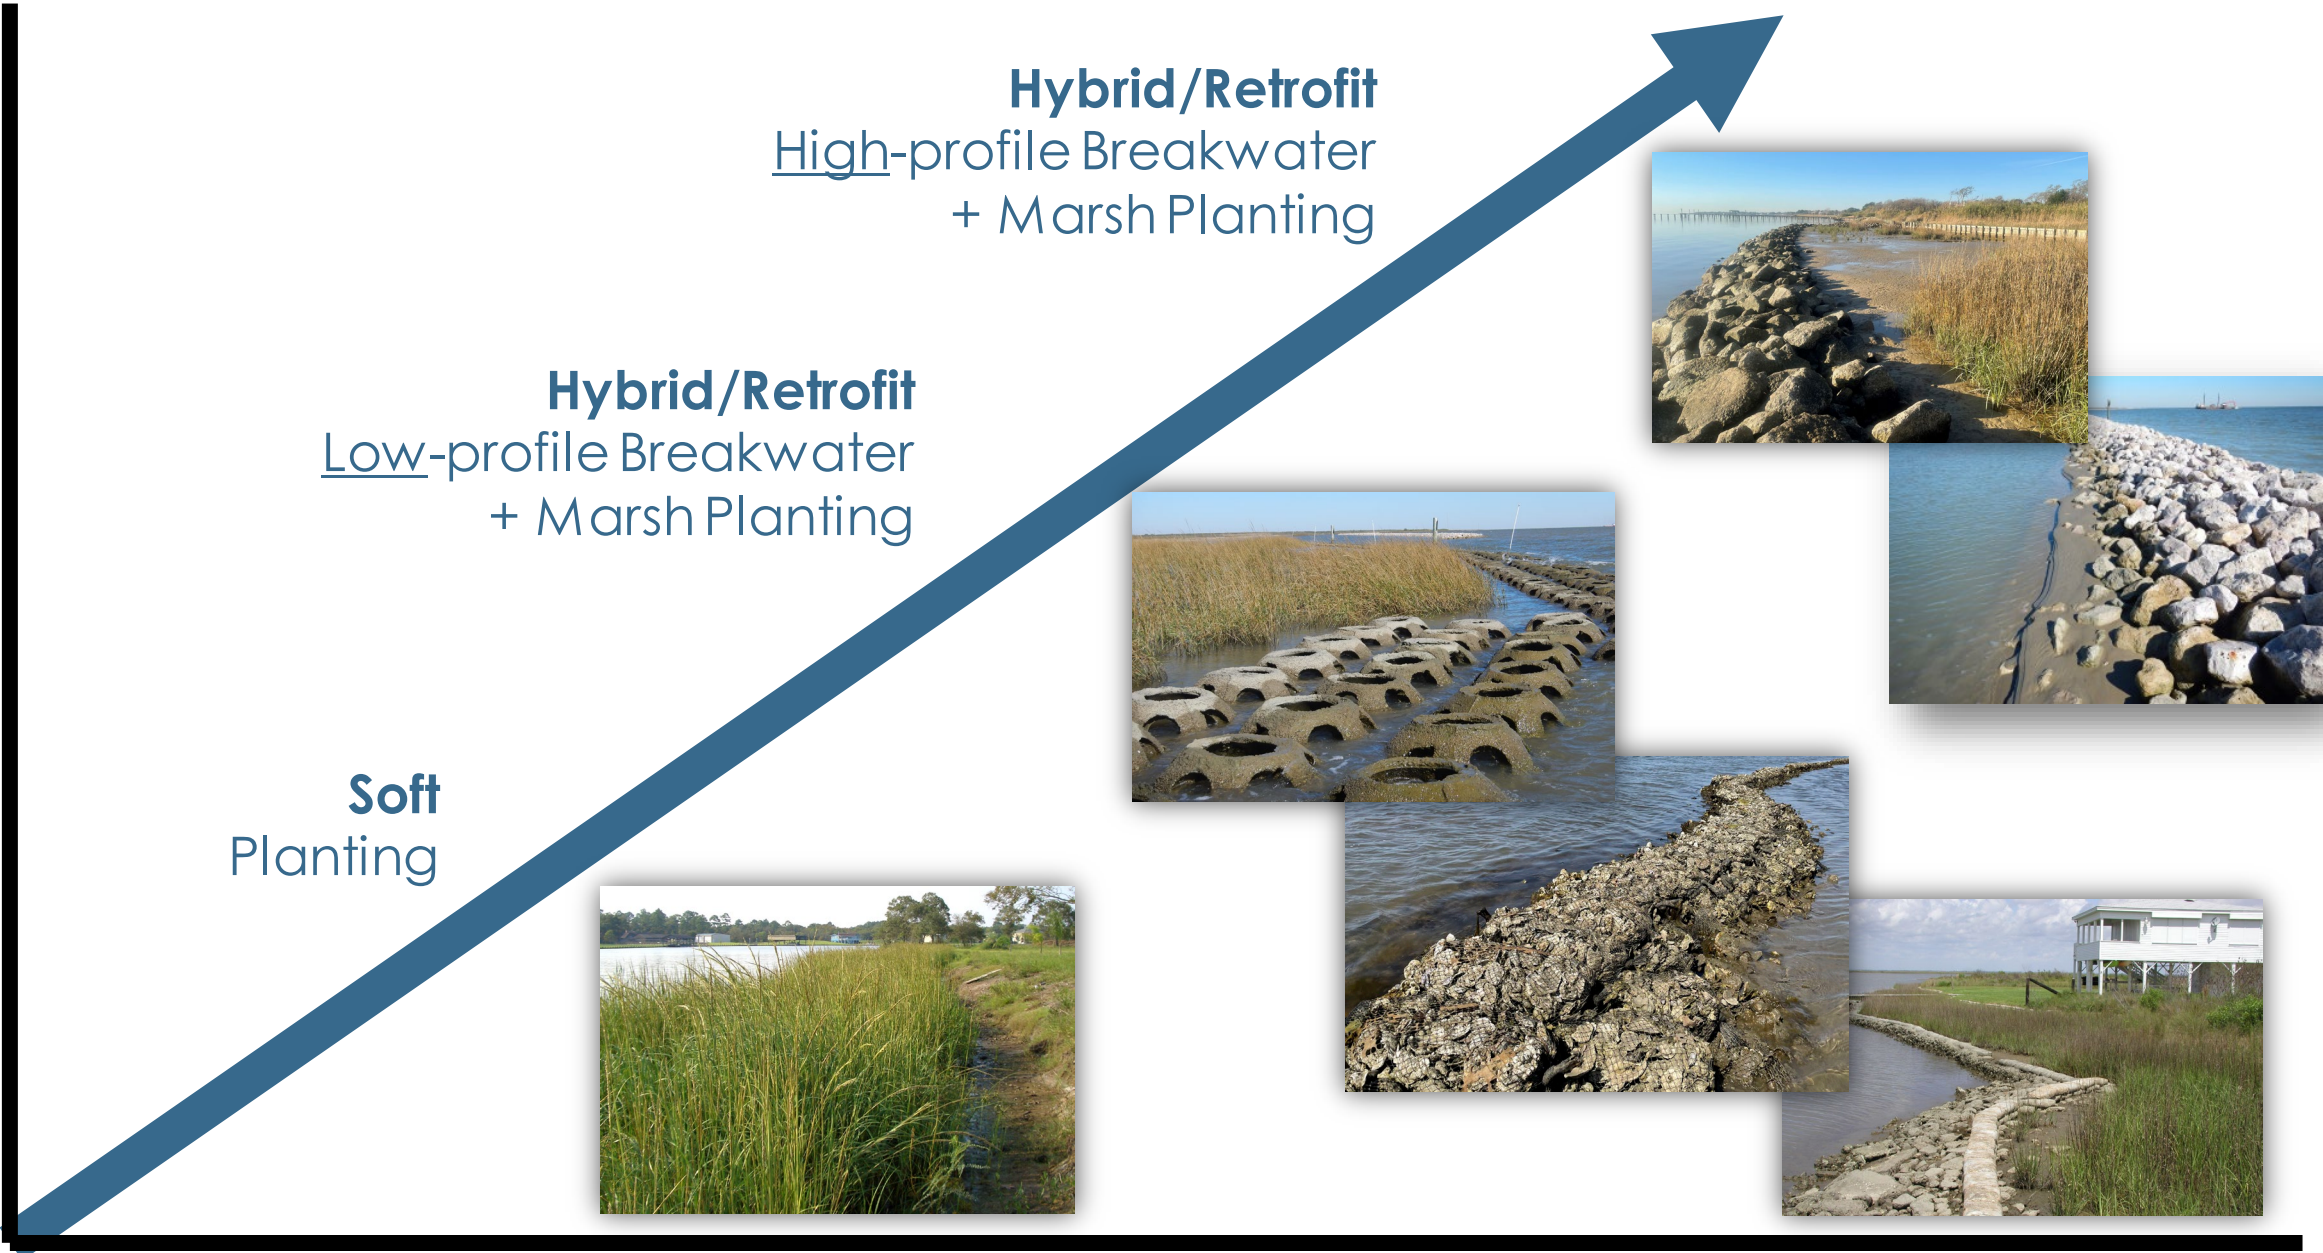 Hybrid/Retrofit
High-profile Breakwater
+ Marsh Planting
Hybrid/Retrofit
Low-profile Breakwater
+ Marsh Planting
Soft
Planting